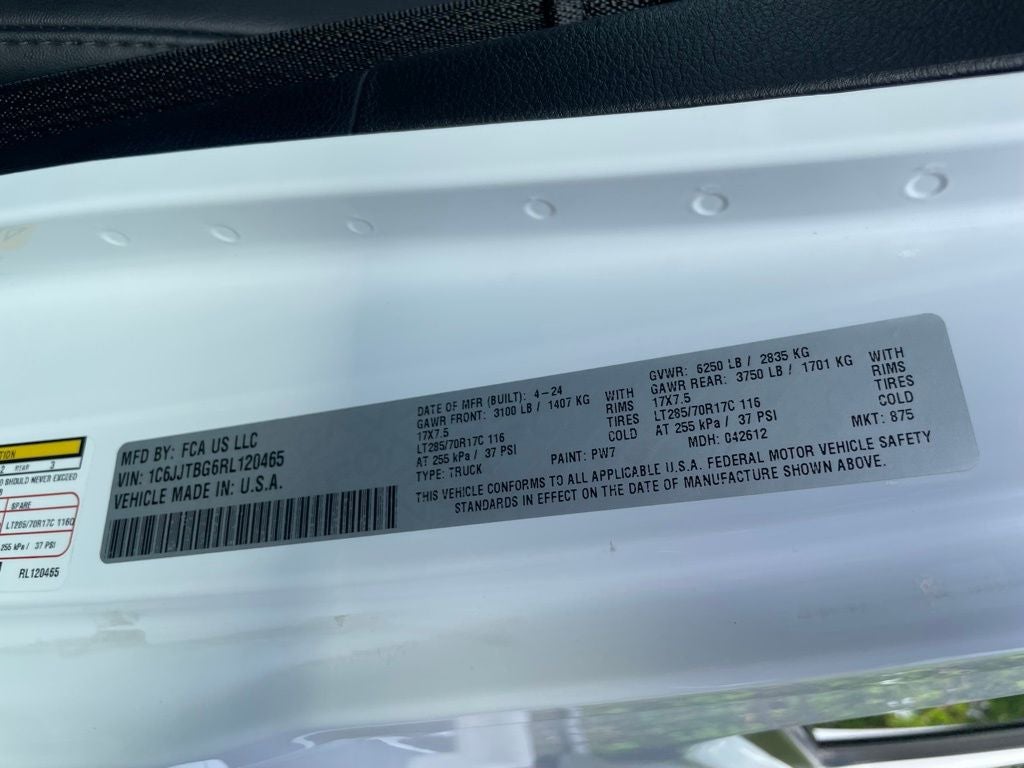 MFD BY: FCA US LLC
VIN: 1C6JJTBG6RL120465
VEHICLE MADE IN: U.S.A.
DATE OF MFR (BUILT): 4-24
GAWR FRONT: 3100 LB / 1407 KG WITH
17X7.5 RIMS
LT285/70R17C 116 TIRES
AT 255 kPa / 37 PSI COLD
TYPE: TRUCK
PAINT: PW7
GVWR: 6250 LB / 2835 KG
GAWR REAR: 3750 LB / 1701 KG WITH
17X7.5 RIMS
LT285/70R17C 116 TIRES
AT 255 kPa / 37 PSI COLD
MDH: 042612
MKT: 875
THIS VEHICLE CONFORMS TO ALL APPLICABLE U.S.A. FEDERAL MOTOR VEHICLE SAFETY
STANDARDS IN EFFECT ON THE DATE OF MANUFACTURE SHOWN ABOVE.
TION
2 REAR 3
SHOULD NEVER EXCEED
SPARE
LT285/70R17C 116Q
255 kPa / 37 PSI
RL120465